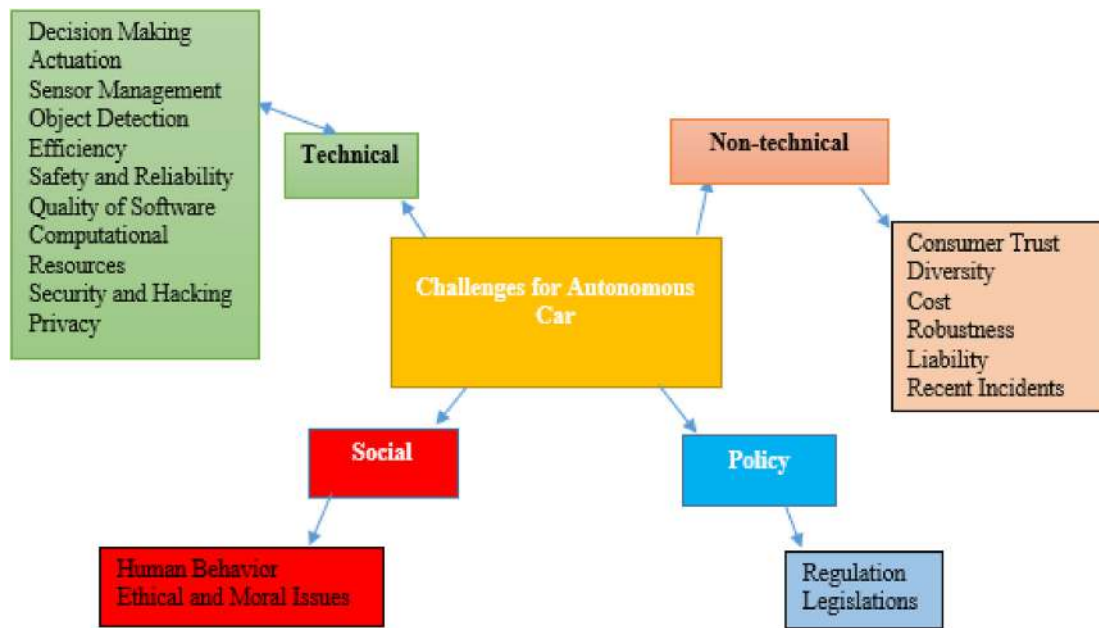 Decision Making
Actuation
Sensor Management
Object Detection
Efficiency
Safety and Reliability
Quality of Software
Computational
Resources
Security and Hacking
Privacy
Technical
Non-technical
Consumer Trust
Diversity
Cost
Robustness
Liability
Recent Incidents
Challenges for Autonomous
Car
Social
Policy
Human Behavior
Ethical and Moral Issues
Regulation
Legislations